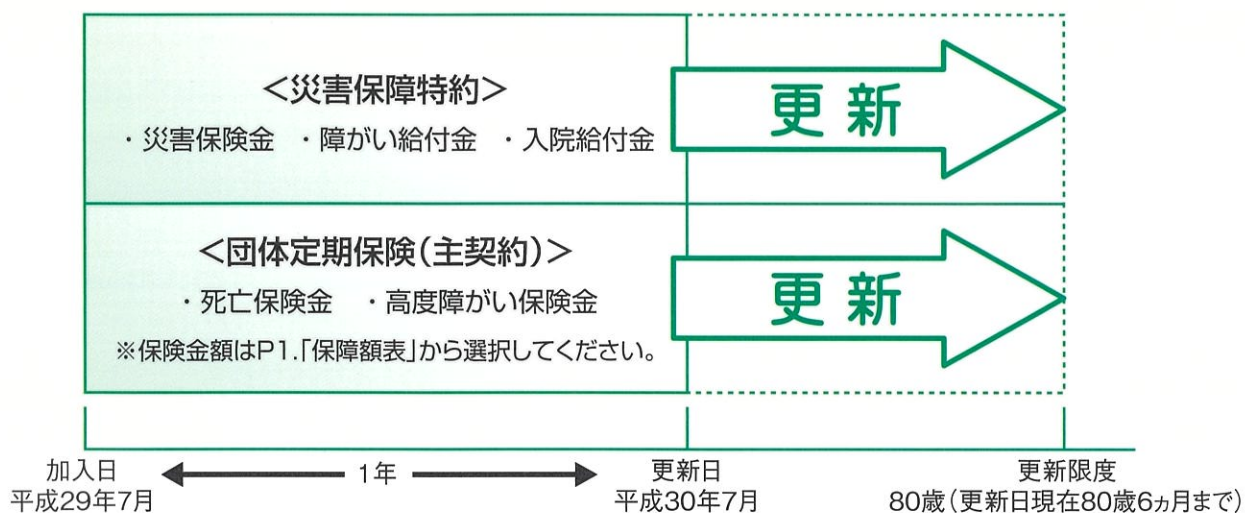 <災害保障特約>
・災害保険金 ・障がい給付金 ・入院給付金
更新
<団体定期保険(主契約)>
・死亡保険金 ・高度障がい保険金
※保険金額はP1.「保障額表」から選択してください。
更新
加入日
平成29年7月
1年
更新日
平成30年7月
更新限度
80歳(更新日現在80歳6ヵ月まで)